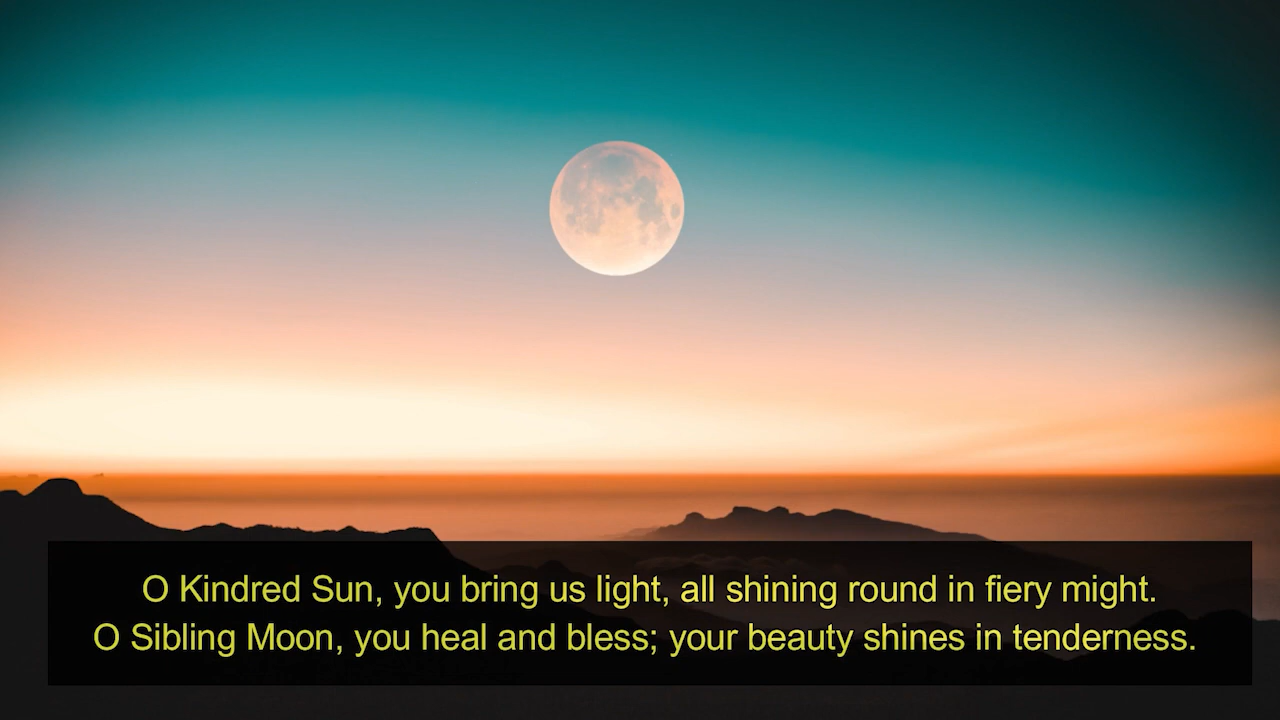 O Kindred Sun, you bring us light, all shining round in fiery might.
O Sibling Moon, you heal and bless; your beauty shines in tenderness.